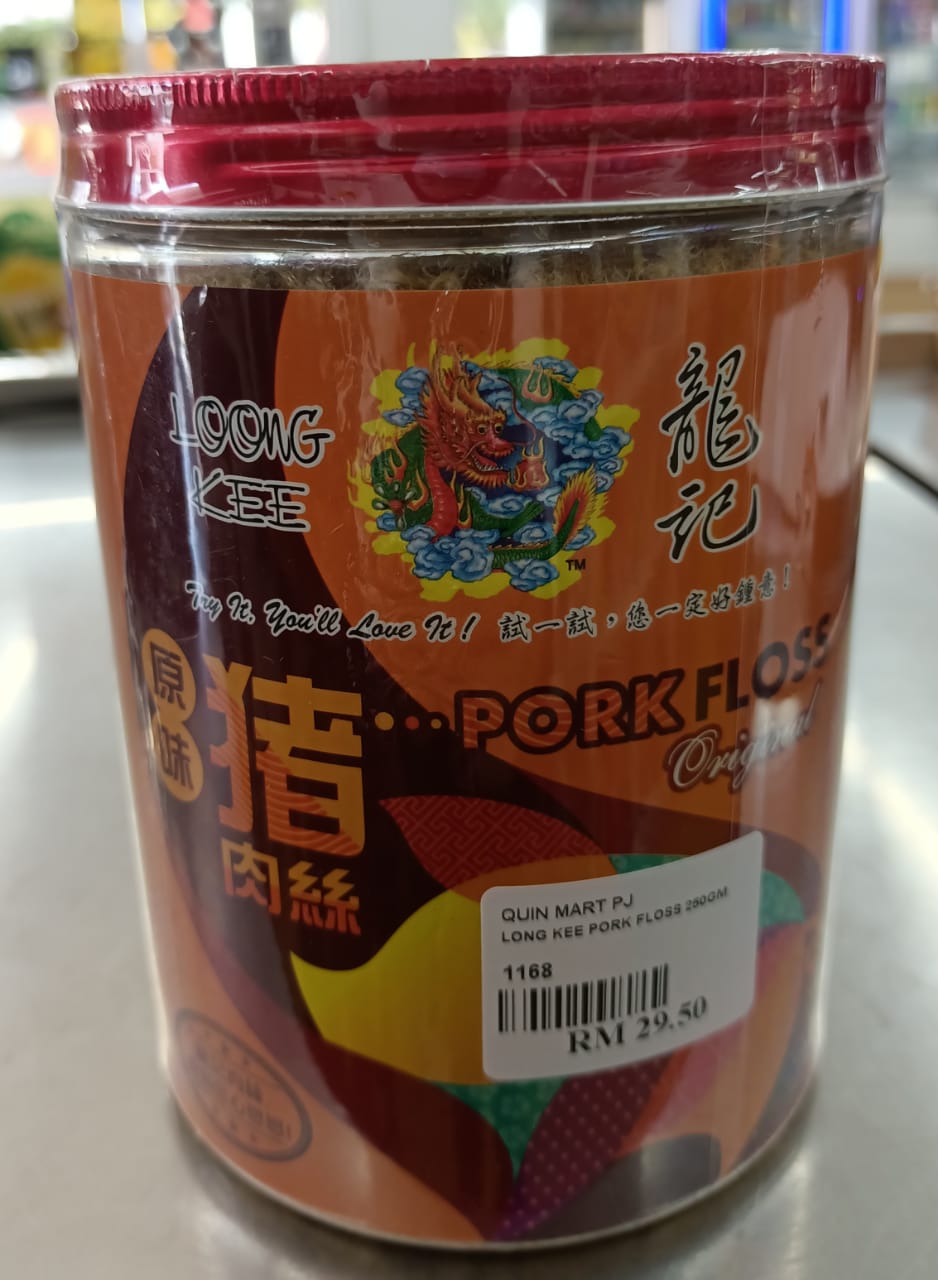 LOONG
KEE
龍
記
TM
Try It, You'll Love It! 試一試，您一定好鍾意！
原
味
猪
肉絲
PORK FLOSS
Original
QUIN MART PJ
LONG KEE PORK FLOSS 250GM
1168
RM 29.50